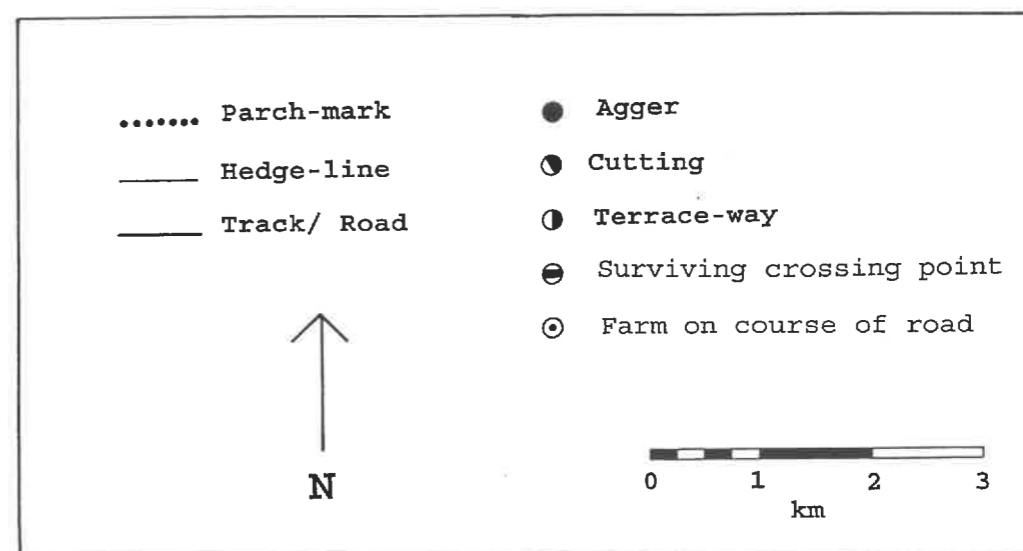 Parch-mark
Hedge-line
Track/ Road
N
Agger
Cutting
Terrace-way
Surviving crossing point
Farm on course of road
0 1 2 3
km